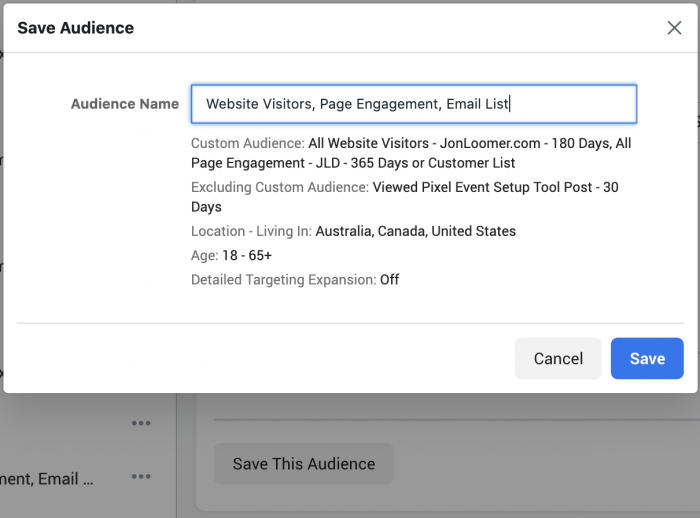 Save Audience
Audience Name
Website Visitors, Page Engagement, Email List
Custom Audience: All Website Visitors - JonLoomer.com - 180 Days, All
Page Engagement - JLD - 365 Days or Customer List
Excluding Custom Audience: Viewed Pixel Event Setup Tool Post - 30
Days
Location - Living In: Australia, Canada, United States
Age: 18 - 65+
Detailed Targeting Expansion: Off
Cancel
Save
Save This Audience
Email ...